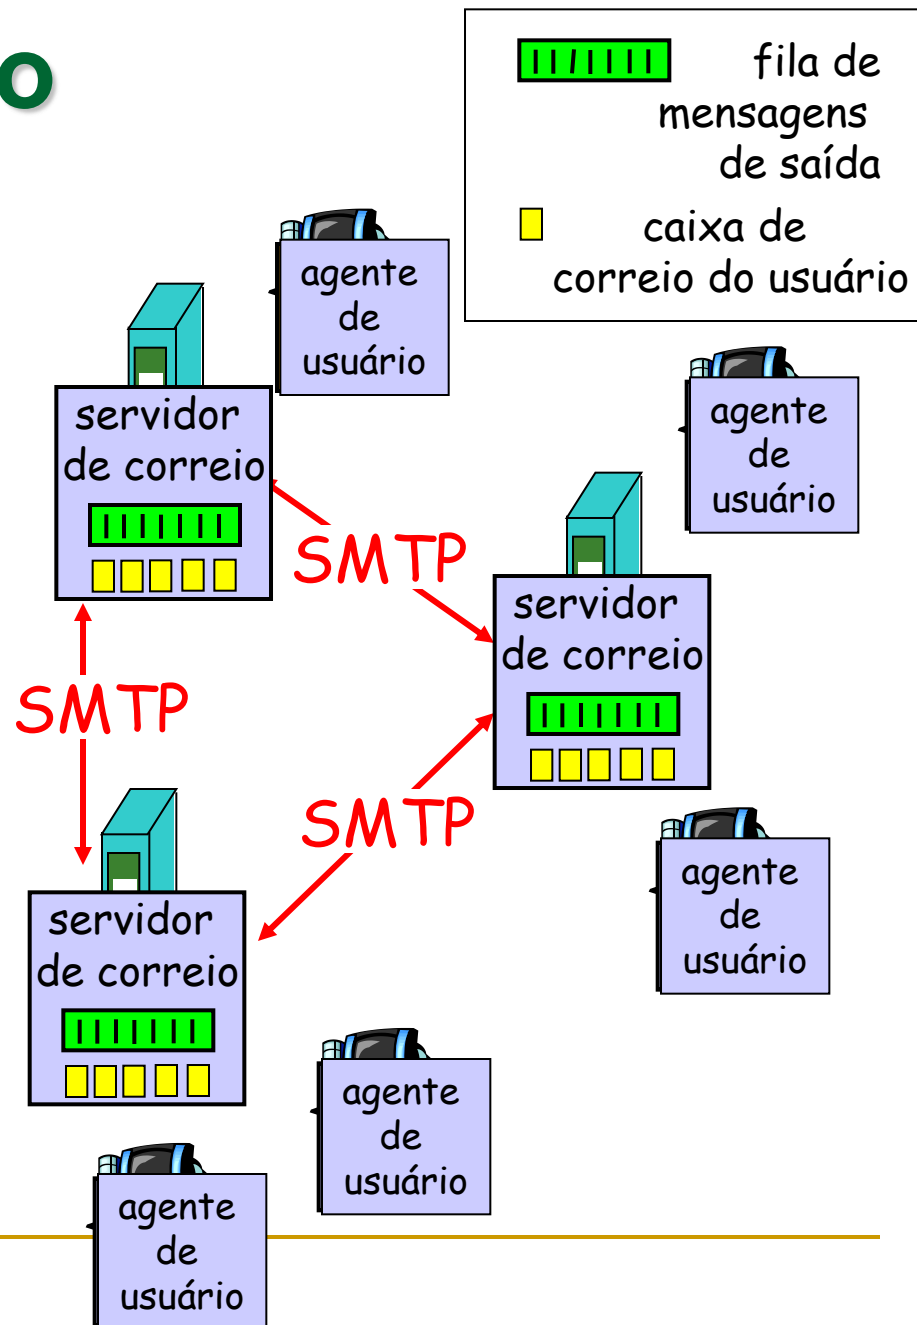 o
fila de
mensagens
de saída
caixa de
correio do usuário
agente
de
usuário
servidor
de correio
agente
de
usuário
SMTP
servidor
de correio
SMTP
SMTP
agente
de
usuário
servidor
de correio
agente
de
usuário
agente
de
usuário